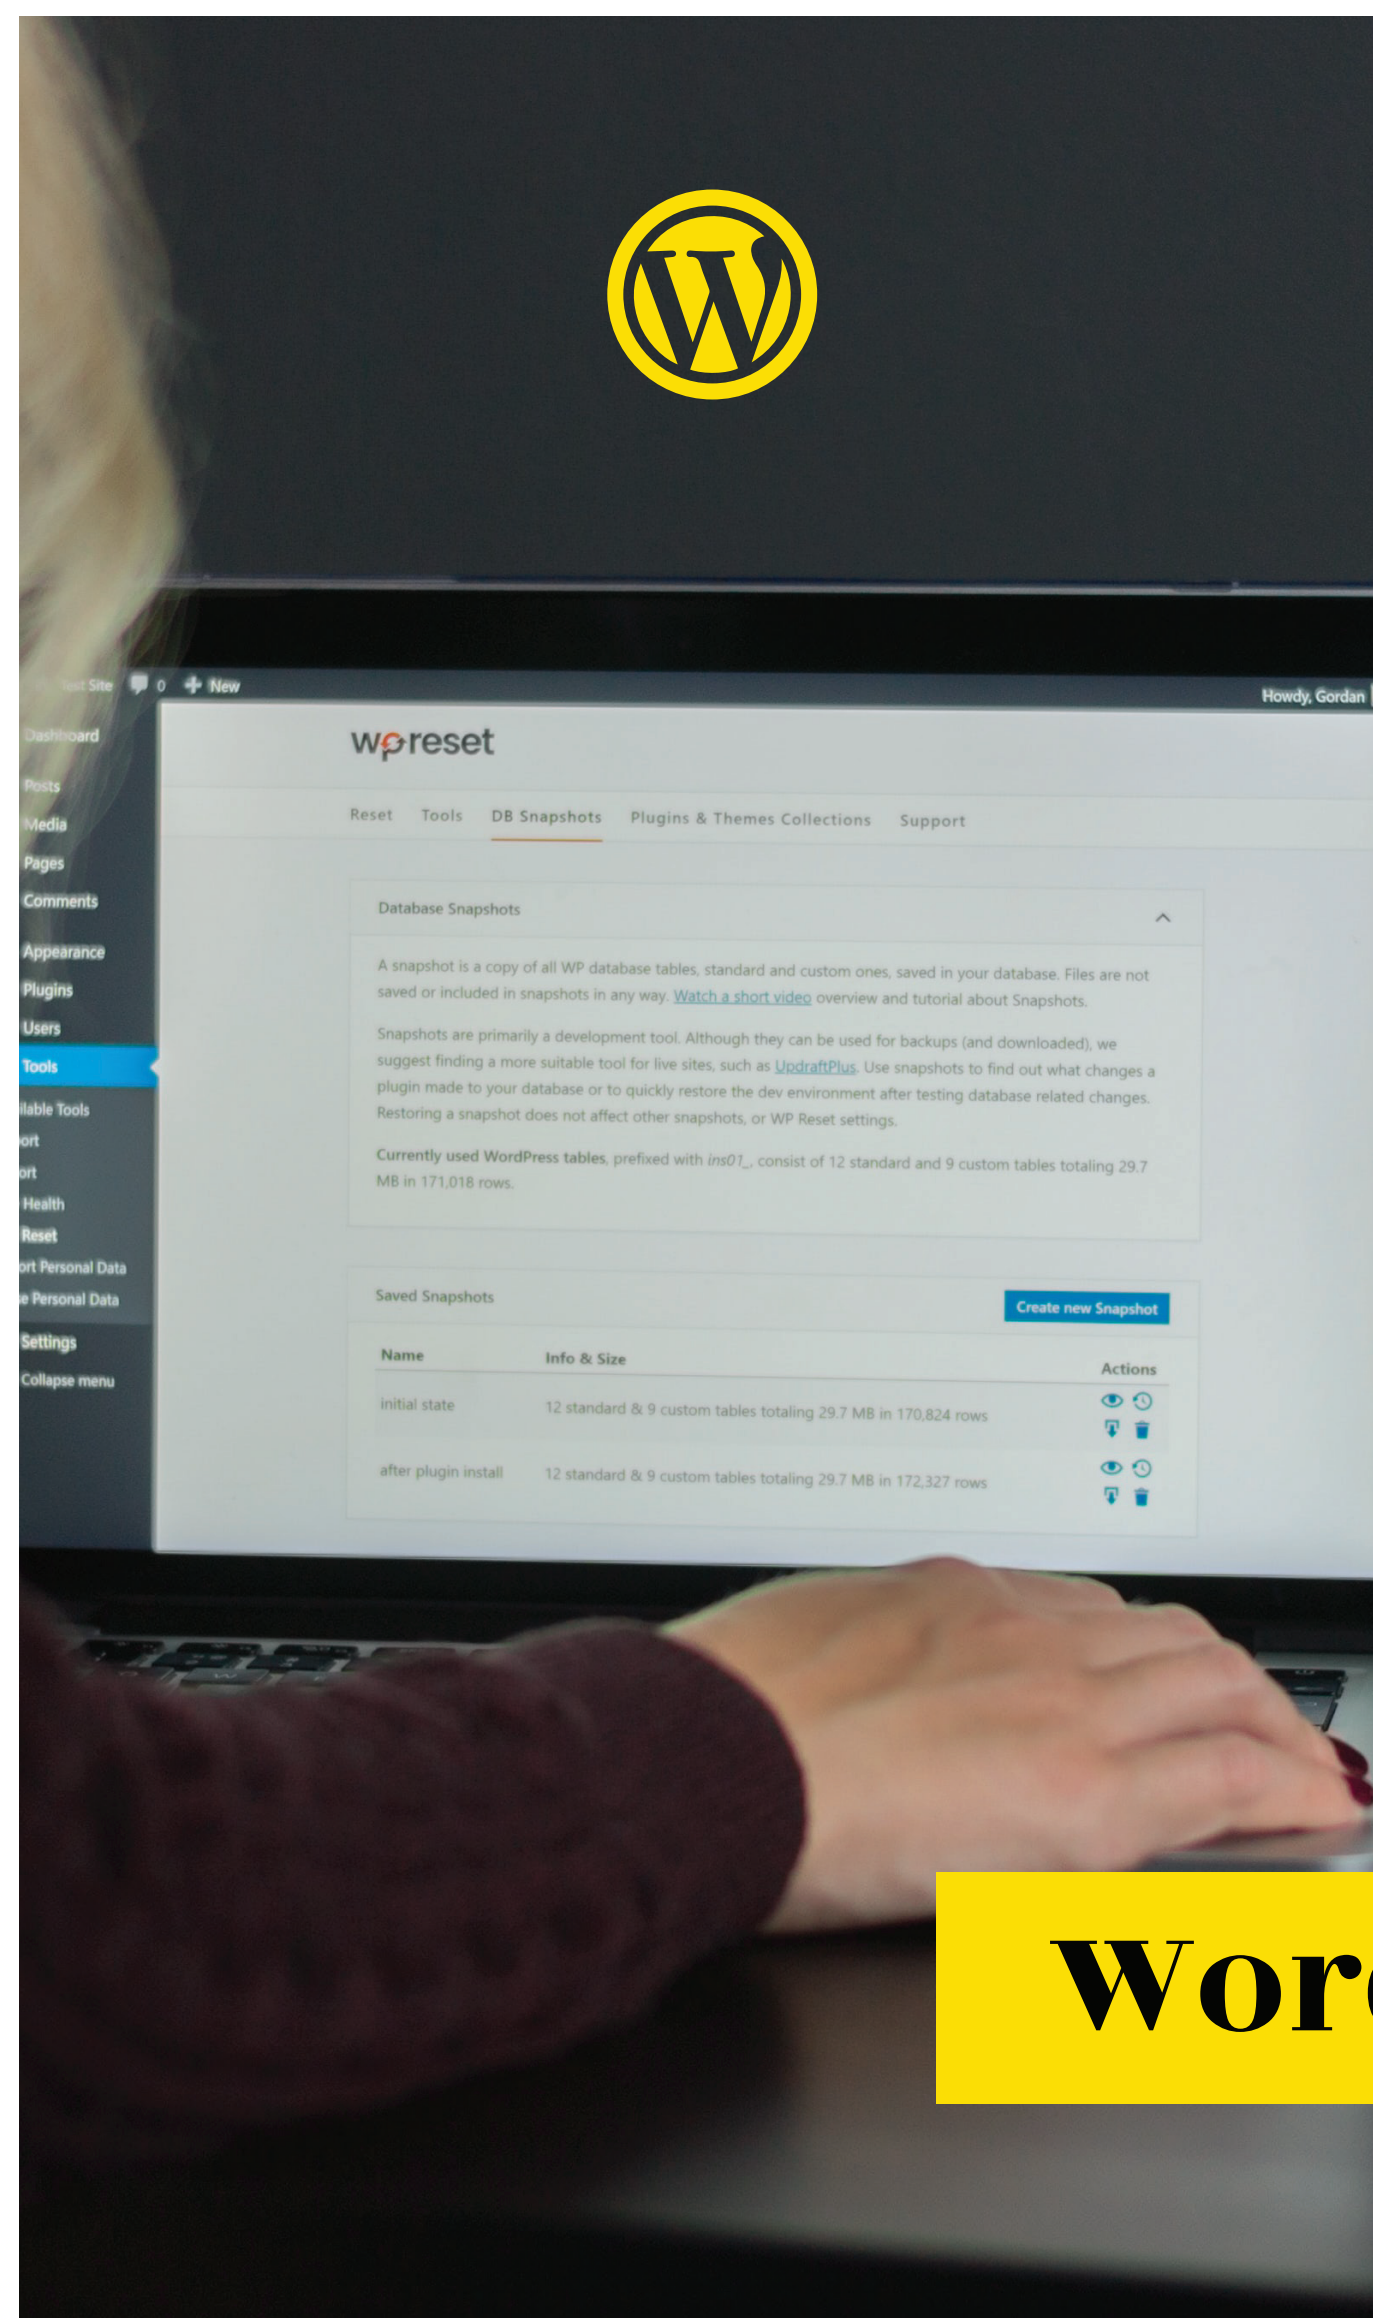 Site 0 New
Howdy, Gordan
Dashboard
Posts
Media
Pages
Comments
Appearance
Plugins
Users
Tools
ilable Tools
ort
ort
Health
Reset
ort Personal Data
e Personal Data
Settings
Collapse menu
wpreset
Reset Tools DB Snapshots Plugins & Themes Collections Support
Database Snapshots
A snapshot is a copy of all WP database tables, standard and custom ones, saved in your database. Files are not
saved or included in snapshots in any way. Watch a short video overview and tutorial about Snapshots.
Snapshots are primarily a development tool. Although they can be used for backups (and downloaded), we
suggest finding a more suitable tool for live sites, such as UpdraftPlus. Use snapshots to find out what changes a
plugin made to your database or to quickly restore the dev environment after testing database related changes.
Restoring a snapshot does not affect other snapshots, or WP Reset settings.
Currently used WordPress tables, prefixed with ins01_, consist of 12 standard and 9 custom tables totaling 29.7
MB in 171,018 rows.
Saved Snapshots
Create new Snapshot
Name Info & Size Actions
initial state 12 standard & 9 custom tables totaling 29.7 MB in 170,824 rows
after plugin install 12 standard & 9 custom tables totaling 29.7 MB in 172,327 rows
Wor